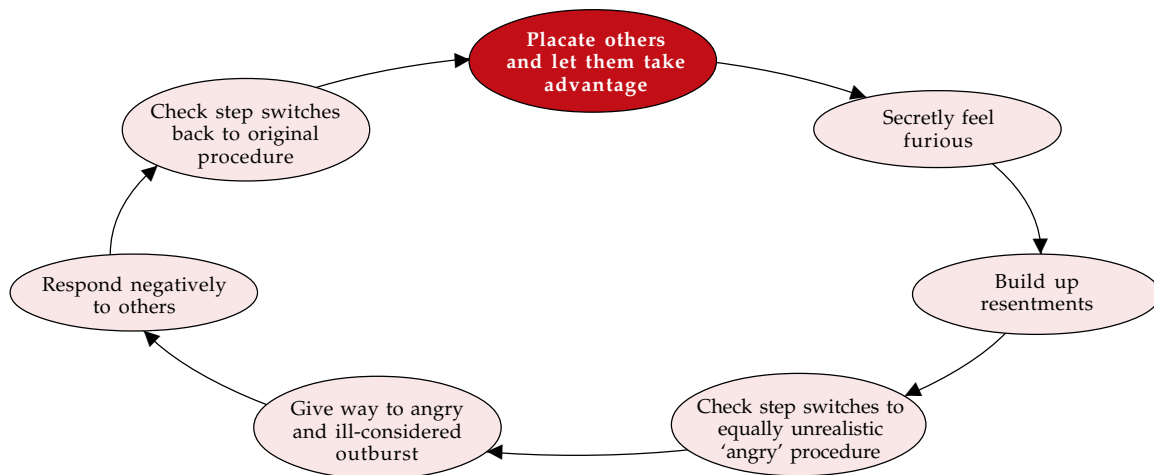 Placate others
and let them take
advantage
Secretly feel
furious
Build up
resentments
Check step switches to
equally unrealistic
‘angry’ procedure
Give way to angry
and ill-considered
outburst
Respond negatively
to others
Check step switches
back to original
procedure